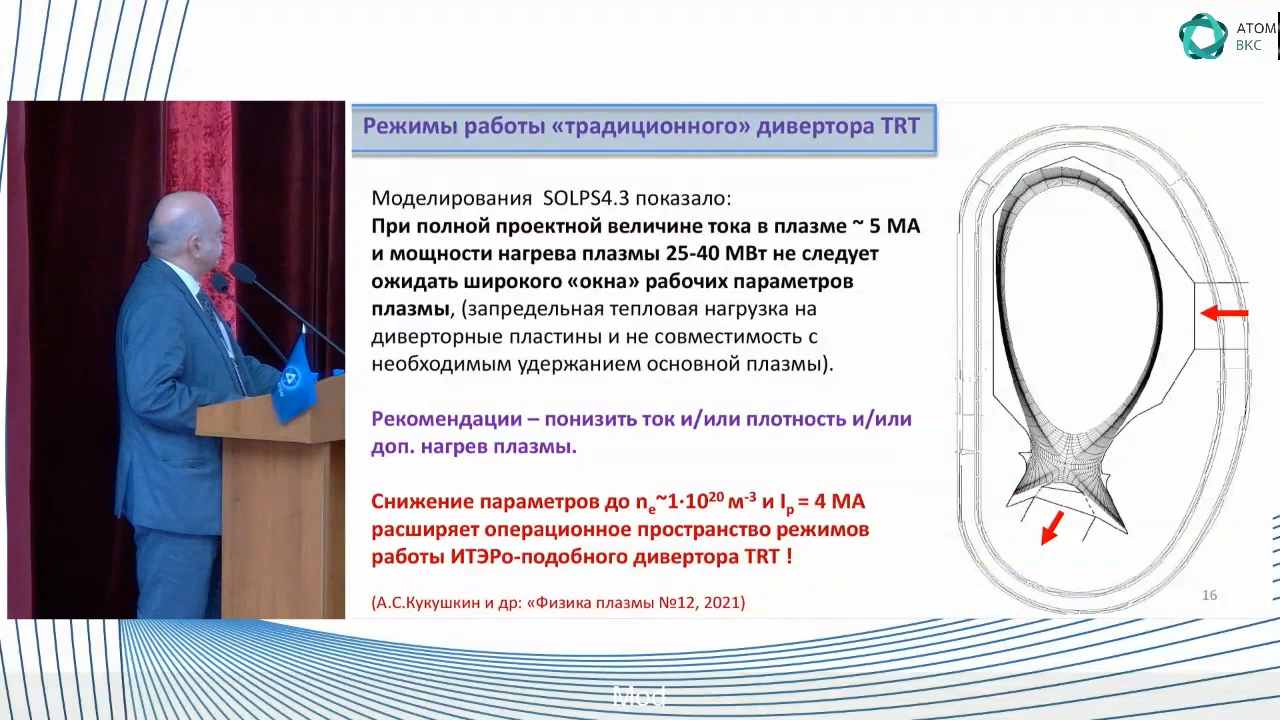 АТОМ
ВКС
Режимы работы «традиционного» дивертора TRT
Моделирования SOLPS4.3 показало:
При полной проектной величине тока в плазме ~ 5 МА
и мощности нагрева плазмы 25-40 МВт не следует
ожидать широкого «окна» рабочих параметров
плазмы, (запредельная тепловая нагрузка на
диверторные пластины и не совместимость с
необходимым удержанием основной плазмы).
Рекомендации – понизить ток и/или плотность и/или
доп. нагрев плазмы.
Снижение параметров до nₑ~1·10²⁰ м⁻³ и Iₚ = 4 МА
расширяет операционное пространство режимов
работы ИТЭРо-подобного дивертора TRT !
(А.С.Кукушкин и др: «Физика плазмы №12, 2021)
16
Mod